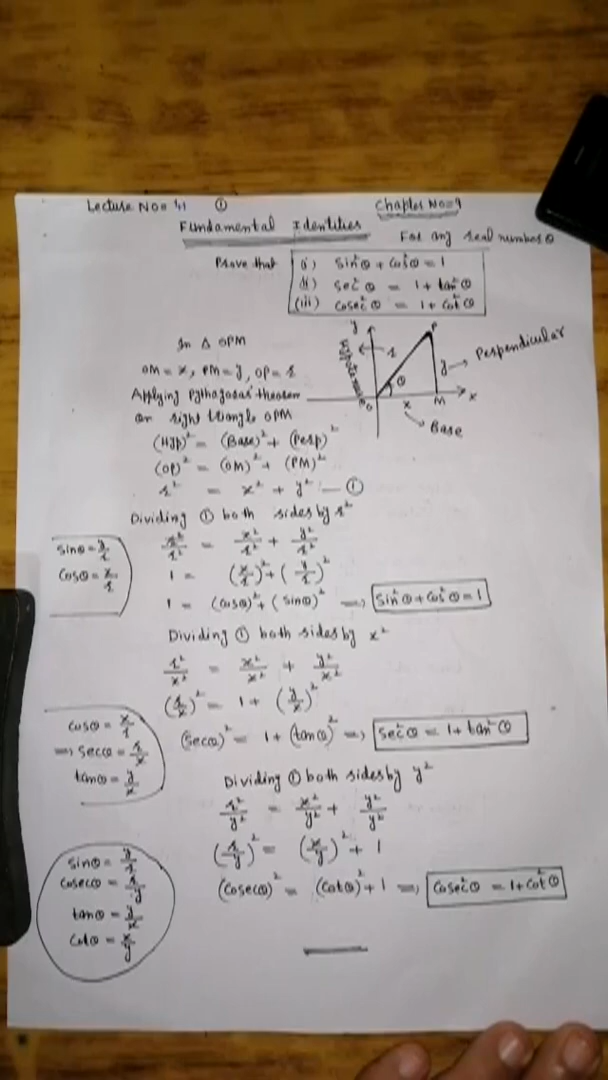 Lecture No= 41 ① Chapter No=9
Fundamental Identities For any real number θ
Prove that (i) sin²θ + cos²θ = 1
(ii) sec²θ = 1 + tan²θ
(iii) cosec²θ = 1 + cot²θ
In Δ OPM
OM = x, PM = y, OP = r
Applying pythagoras theorem
on right triangle OPM
(Hyp)² = (Base)² + (Perp)²
(OP)² = (OM)² + (PM)²
r² = x² + y² — ①
y
P
Hypotenuse
r
y → Perpendicular
θ
O
x
M
x
Base
Dividing ① both sides by r²
r²/r² = x²/r² + y²/r²
1 = (x/r)² + (y/r)²
1 = (cosθ)² + (sinθ)² ⟹ sin²θ + cos²θ = 1
sinθ = y/r
cosθ = x/r
Dividing ① both sides by x²
r²/x² = x²/x² + y²/x²
(r/x)² = 1 + (y/x)²
(secθ)² = 1 + (tanθ)² ⟹ sec²θ = 1 + tan²θ
cosθ = x/r
⟹ secθ = r/x
tanθ = y/x
Dividing ① both sides by y²
r²/y² = x²/y² + y²/y²
(r/y)² = (x/y)² + 1
(cosecθ)² = (cotθ)² + 1 ⟹ cosec²θ = 1 + cot²θ
sinθ = y/r
cosecθ = r/y
tanθ = y/x
cotθ = x/y